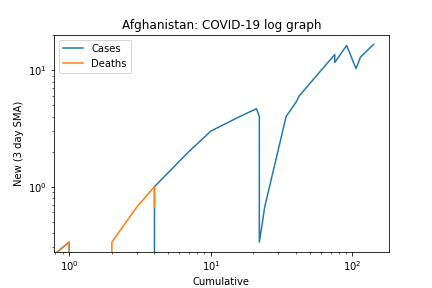 Afghanistan: COVID-19 log graph
Cases
Deaths
10¹
10⁰
New (3 day SMA)
10⁰ 10¹ 10²
Cumulative